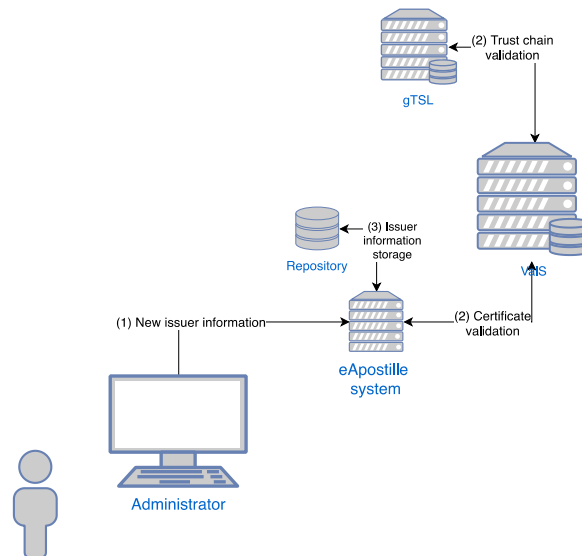 (2) Trust chain
validation
gTSL
(3) Issuer
information
storage
Repository
ValS
(1) New issuer information
(2) Certificate
validation
eApostille
system
Administrator